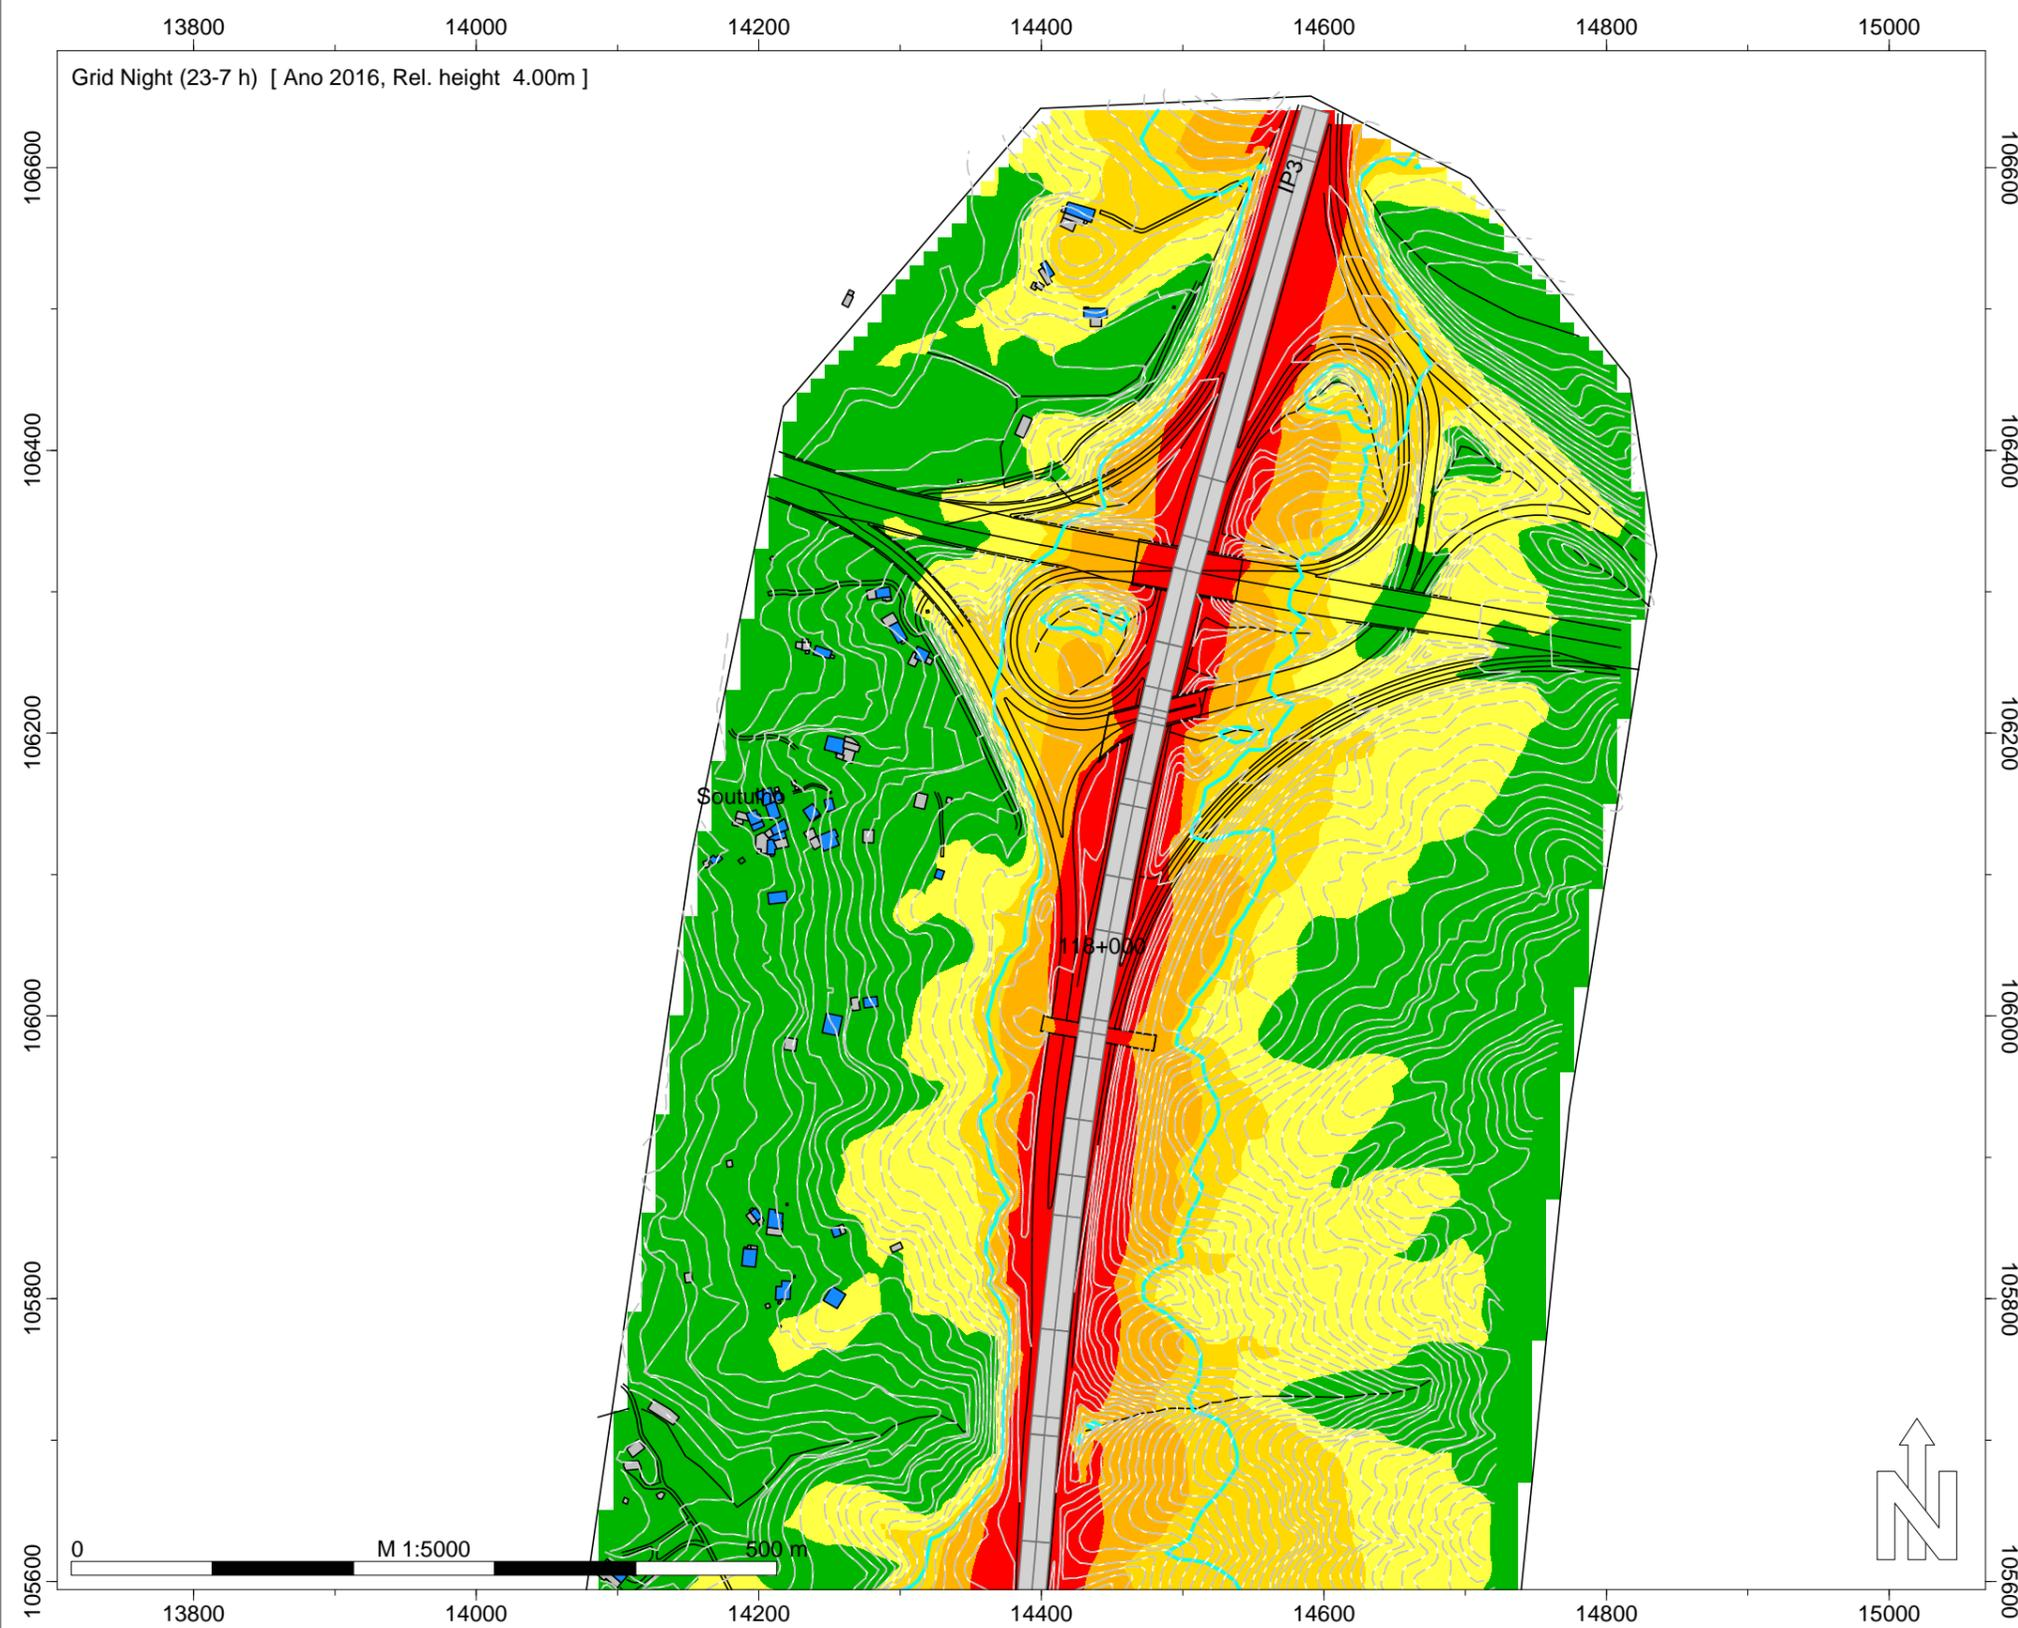 13800 14000 14200 14400 14600 14800 15000
Grid Night (23-7 h) [ Ano 2016, Rel. height 4.00m ]
106600 106600
IP3
106400 106400
106200 106200
Soutulho
118+000
106000 106000
105800 105800
0 M 1:5000 500 m
N
105600 105600
13800 14000 14200 14400 14600 14800 15000